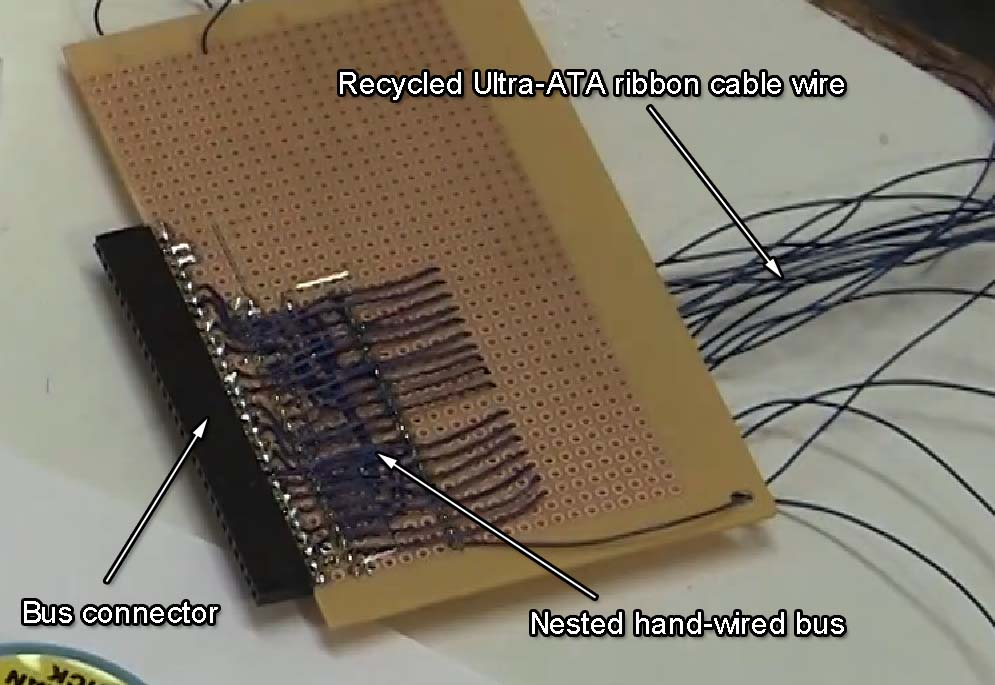 Recycled Ultra-ATA ribbon cable wire
Bus connector
Nested hand-wired bus